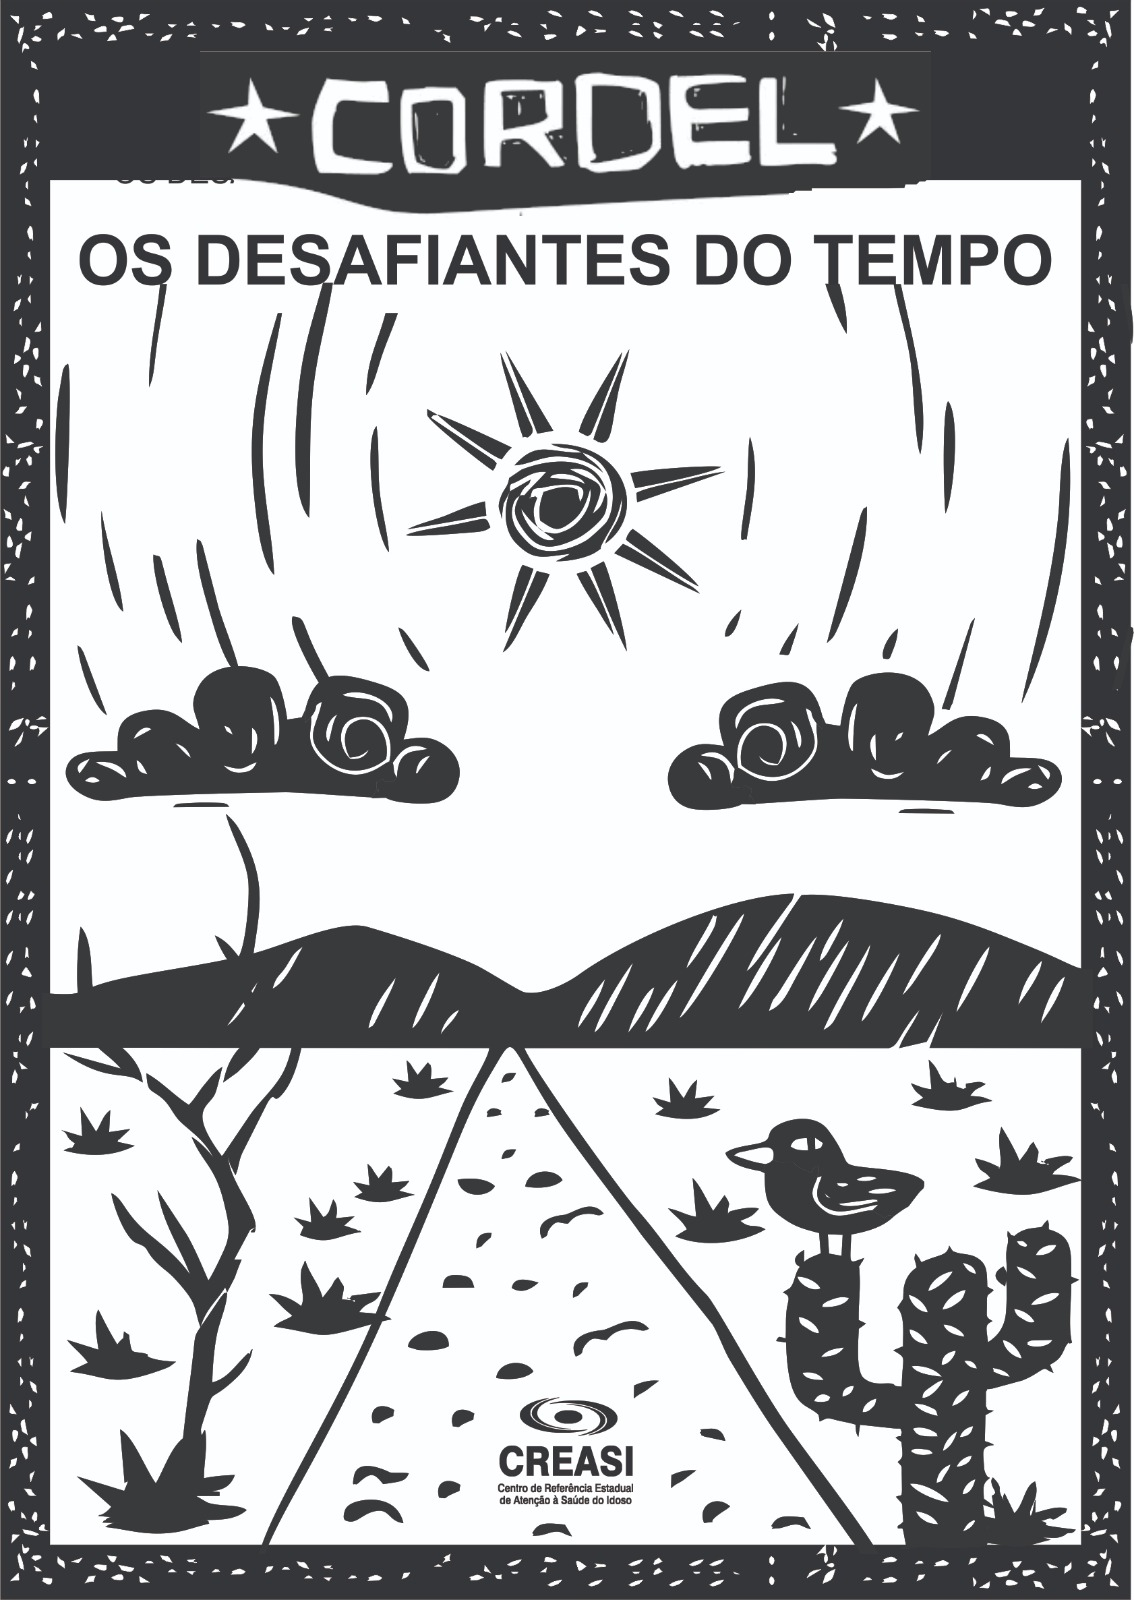 CORDEL
OS DESAFIANTES DO TEMPO
CREASI
Centro de Referência Estadual
de Atenção à Saúde do Idoso